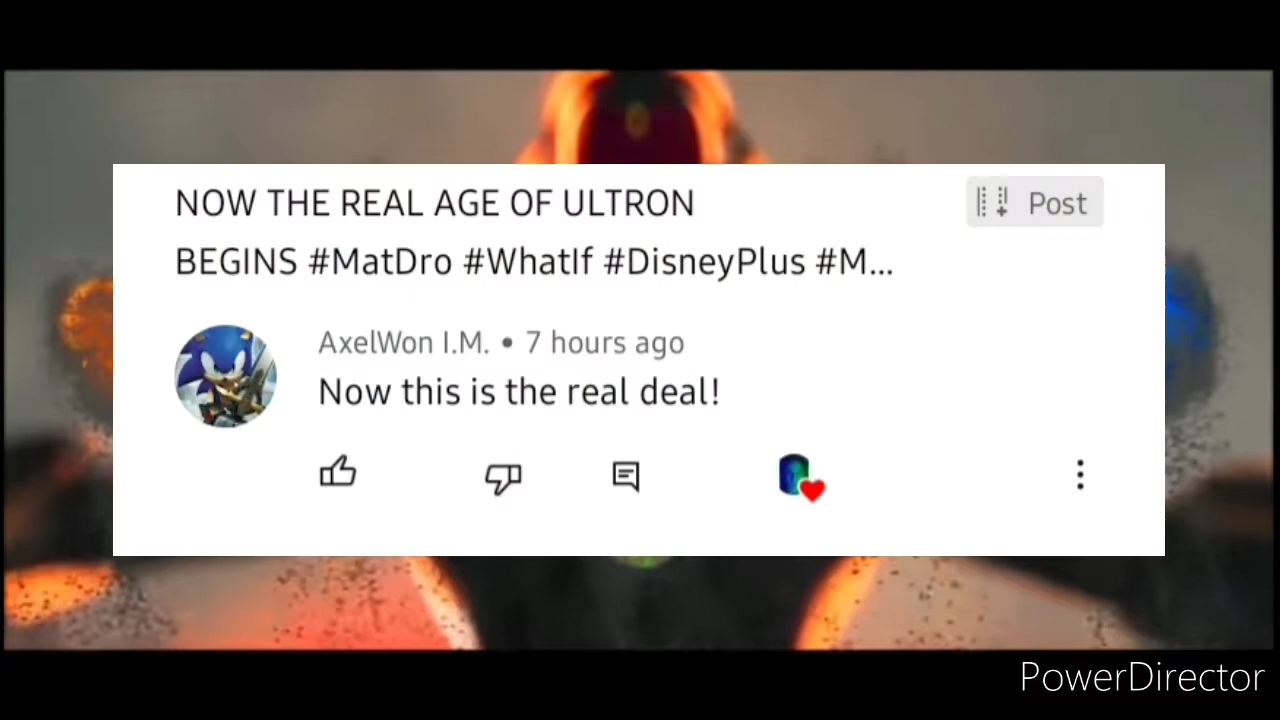 NOW THE REAL AGE OF ULTRON
Post
BEGINS #MatDro #WhatIf #DisneyPlus #M...
AxelWon I.M. • 7 hours ago
Now this is the real deal!
PowerDirector